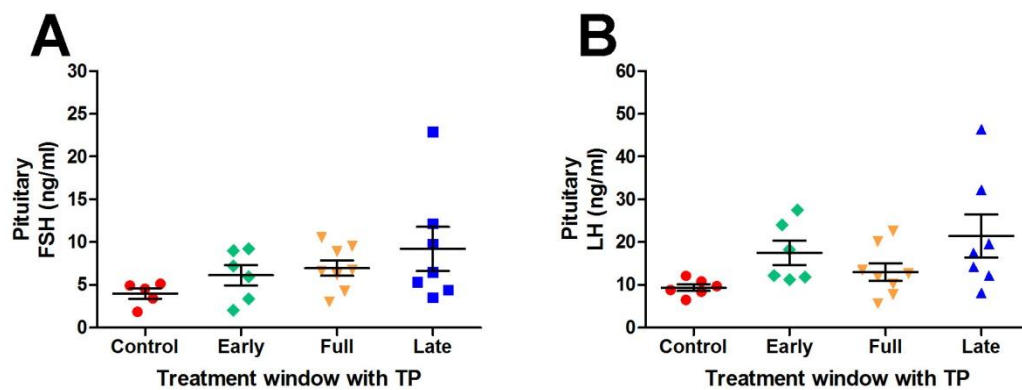 A
30
25
20
15
10
5
0
Pituitary
FSH (ng/ml)
Control Early Full Late
Treatment window with TP
B
60
50
40
30
20
10
0
Pituitary
LH (ng/ml)
Control Early Full Late
Treatment window with TP